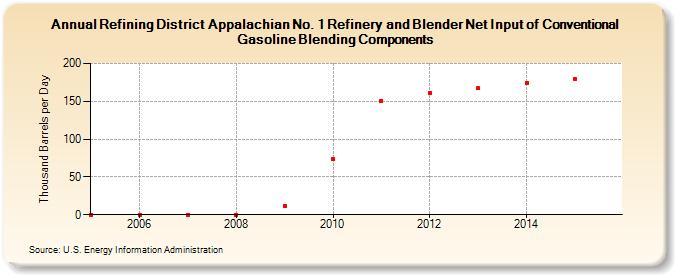 Annual Refining District Appalachian No. 1 Refinery and Blender Net Input of Conventional
Gasoline Blending Components
Thousand Barrels per Day
200
150
100
50
0
2006
2008
2010
2012
2014
Source: U.S. Energy Information Administration